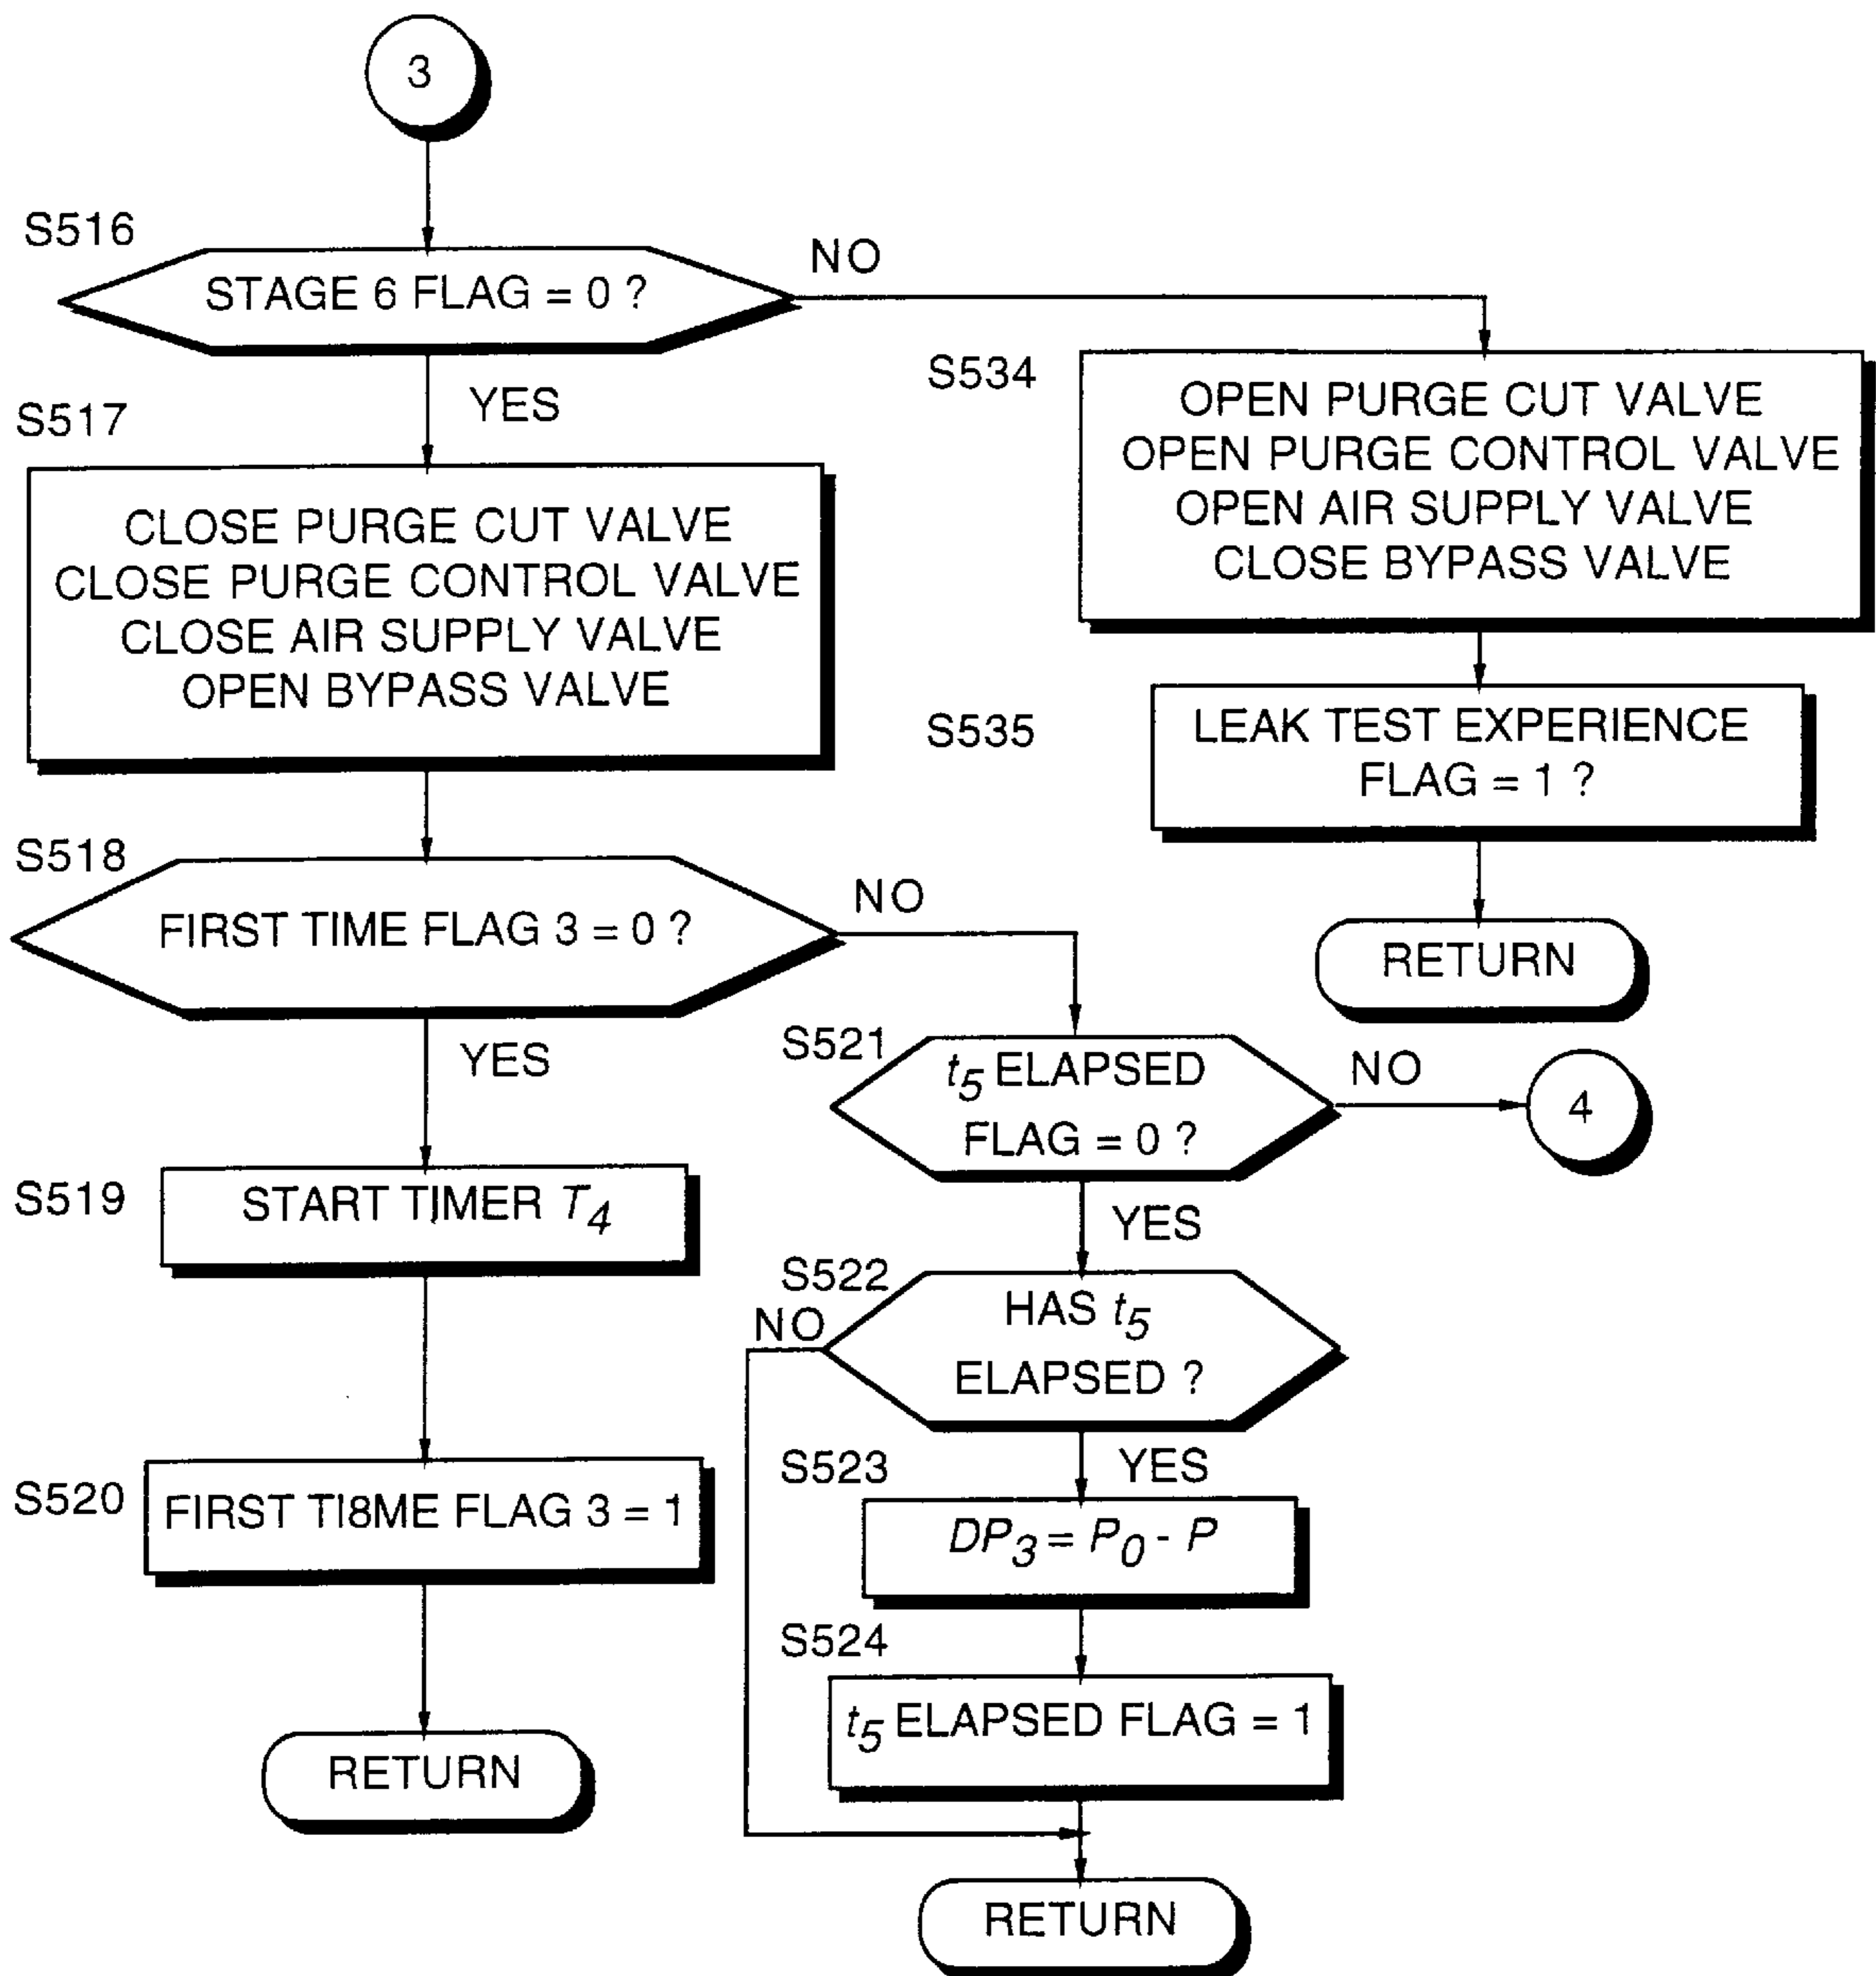 3
S516
STAGE 6 FLAG = 0 ?
NO
YES
S517
CLOSE PURGE CUT VALVE
CLOSE PURGE CONTROL VALVE
CLOSE AIR SUPPLY VALVE
OPEN BYPASS VALVE
S534
OPEN PURGE CUT VALVE
OPEN PURGE CONTROL VALVE
OPEN AIR SUPPLY VALVE
CLOSE BYPASS VALVE
S535
LEAK TEST EXPERIENCE
FLAG = 1 ?
RETURN
S518
FIRST TIME FLAG 3 = 0 ?
NO
YES
S519
START TIMER T4
S520
FIRST TI8ME FLAG 3 = 1
RETURN
S521
t5 ELAPSED
FLAG = 0 ?
NO
4
YES
S522
HAS t5
ELAPSED ?
NO
YES
S523
DP3 = P0 - P
S524
t5 ELAPSED FLAG = 1
RETURN